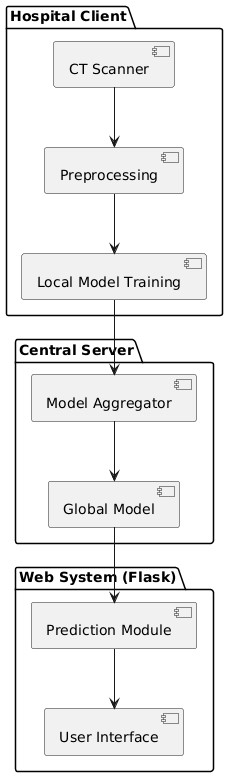 Hospital Client
CT Scanner
Preprocessing
Local Model Training
Central Server
Model Aggregator
Global Model
Web System (Flask)
Prediction Module
User Interface